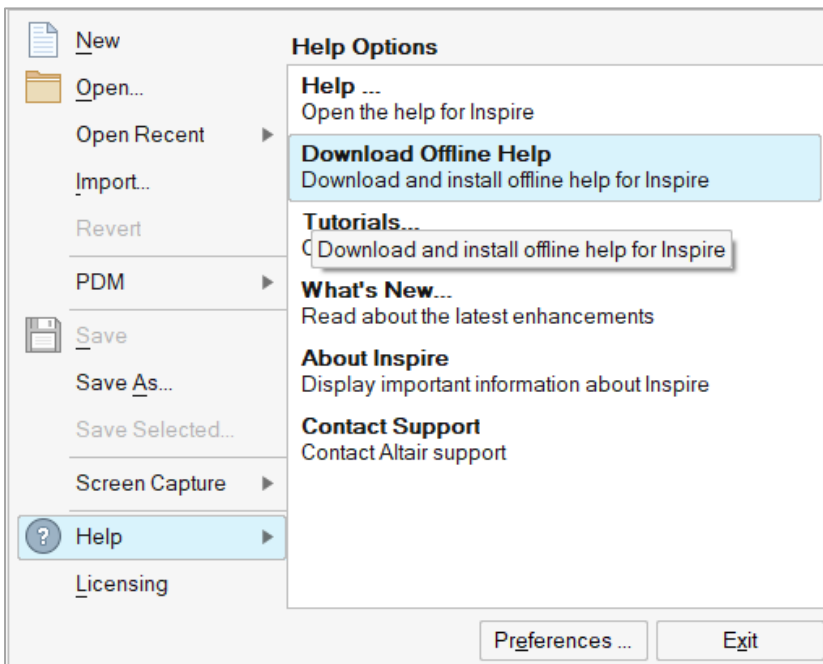 New
Open...
Open Recent
Import...
Revert
PDM
Save
Save As...
Save Selected...
Screen Capture
Help
Licensing
Help Options
Help ...
Open the help for Inspire
Download Offline Help
Download and install offline help for Inspire
Tutorials...
Download and install offline help for Inspire
What's New...
Read about the latest enhancements
About Inspire
Display important information about Inspire
Contact Support
Contact Altair support
Preferences ...
Exit